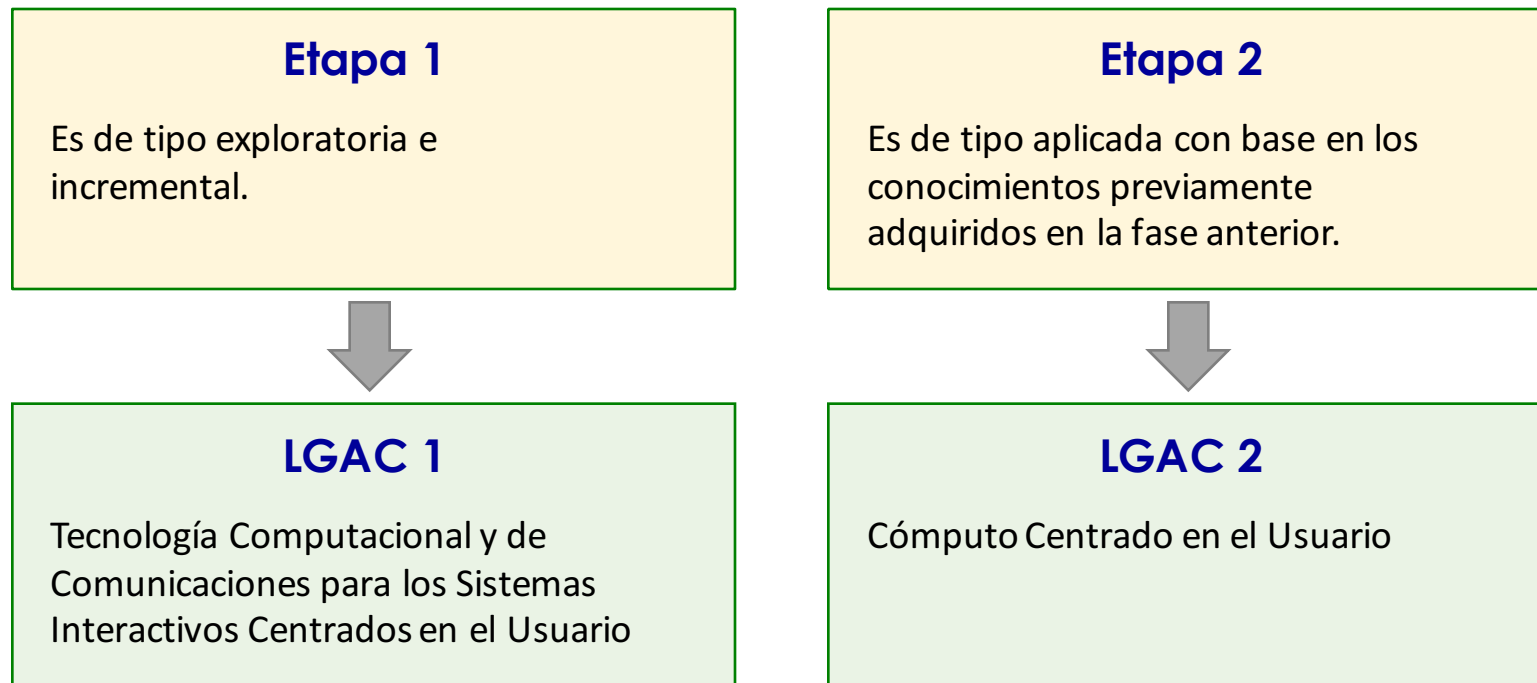 Etapa 1
Es de tipo exploratoria e
incremental.
Etapa 2
Es de tipo aplicada con base en los
conocimientos previamente
adquiridos en la fase anterior.
LGAC 1
Tecnología Computacional y de
Comunicaciones para los Sistemas
Interactivos Centrados en el Usuario
LGAC 2
Cómputo Centrado en el Usuario